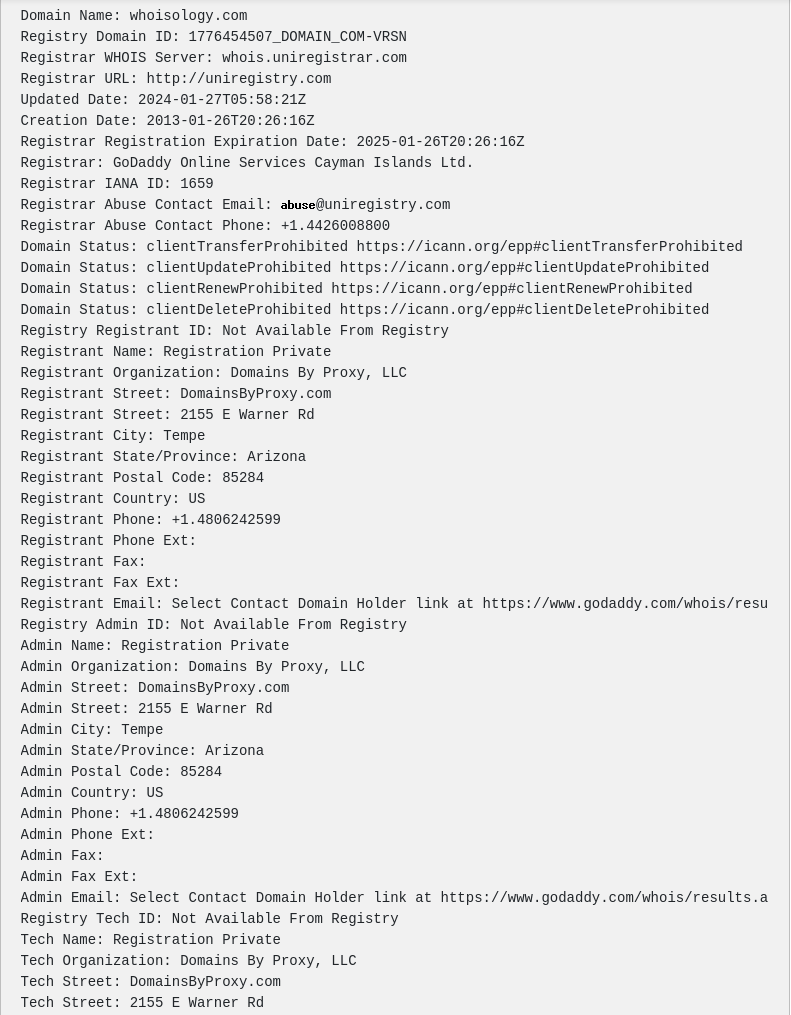 Domain Name: whoisology.com
Registry Domain ID: 1776454507_DOMAIN_COM-VRSN
Registrar WHOIS Server: whois.uniregistrar.com
Registrar URL: http://uniregistry.com
Updated Date: 2024-01-27T05:58:21Z
Creation Date: 2013-01-26T20:26:16Z
Registrar Registration Expiration Date: 2025-01-26T20:26:16Z
Registrar: GoDaddy Online Services Cayman Islands Ltd.
Registrar IANA ID: 1659
Registrar Abuse Contact Email: abuse@uniregistry.com
Registrar Abuse Contact Phone: +1.4426008800
Domain Status: clientTransferProhibited https://icann.org/epp#clientTransferProhibited
Domain Status: clientUpdateProhibited https://icann.org/epp#clientUpdateProhibited
Domain Status: clientRenewProhibited https://icann.org/epp#clientRenewProhibited
Domain Status: clientDeleteProhibited https://icann.org/epp#clientDeleteProhibited
Registry Registrant ID: Not Available From Registry
Registrant Name: Registration Private
Registrant Organization: Domains By Proxy, LLC
Registrant Street: DomainsByProxy.com
Registrant Street: 2155 E Warner Rd
Registrant City: Tempe
Registrant State/Province: Arizona
Registrant Postal Code: 85284
Registrant Country: US
Registrant Phone: +1.4806242599
Registrant Phone Ext:
Registrant Fax:
Registrant Fax Ext:
Registrant Email: Select Contact Domain Holder link at https://www.godaddy.com/whois/resu
Registry Admin ID: Not Available From Registry
Admin Name: Registration Private
Admin Organization: Domains By Proxy, LLC
Admin Street: DomainsByProxy.com
Admin Street: 2155 E Warner Rd
Admin City: Tempe
Admin State/Province: Arizona
Admin Postal Code: 85284
Admin Country: US
Admin Phone: +1.4806242599
Admin Phone Ext:
Admin Fax:
Admin Fax Ext:
Admin Email: Select Contact Domain Holder link at https://www.godaddy.com/whois/results.a
Registry Tech ID: Not Available From Registry
Tech Name: Registration Private
Tech Organization: Domains By Proxy, LLC
Tech Street: DomainsByProxy.com
Tech Street: 2155 E Warner Rd